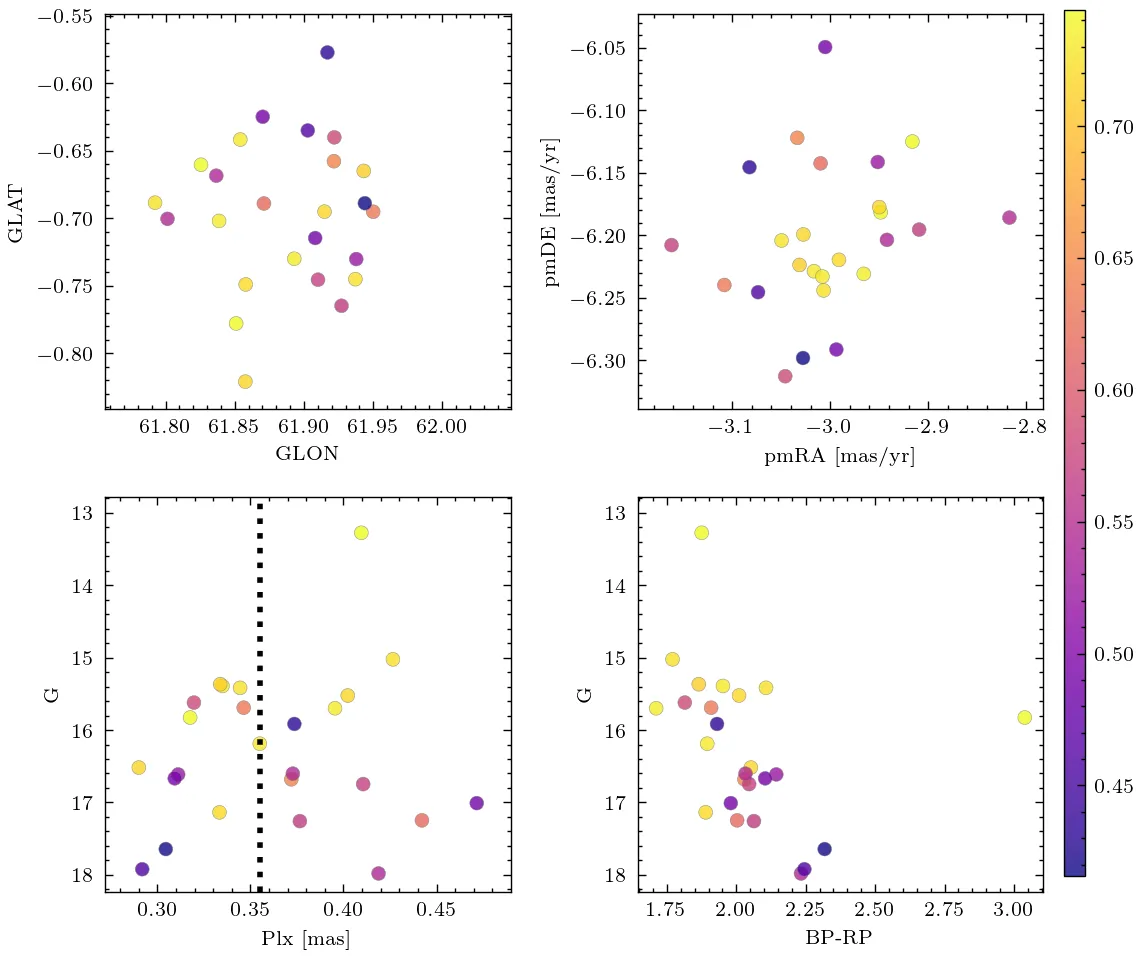 −0.55
−0.60
−0.65
−0.70
−0.75
−0.80
GLAT
61.80 61.85 61.90 61.95 62.00
GLON
−6.05
−6.10
−6.15
−6.20
−6.25
−6.30
pmDE [mas/yr]
−3.1 −3.0 −2.9 −2.8
pmRA [mas/yr]
0.70
0.65
0.60
0.55
0.50
0.45
13
14
15
16
17
18
G
0.30 0.35 0.40 0.45
Plx [mas]
13
14
15
16
17
18
G
1.75 2.00 2.25 2.50 2.75 3.00
BP-RP